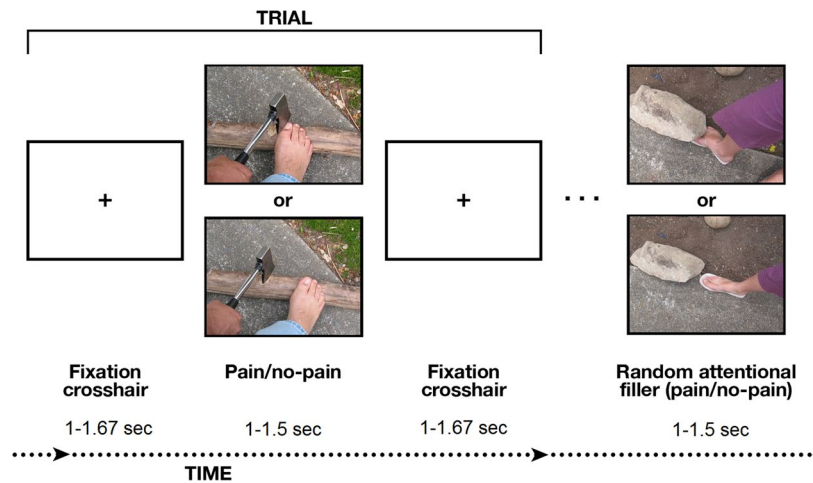 TRIAL
+
or
+
. . .
or
Fixation
crosshair
Pain/no-pain
Fixation
crosshair
Random attentional
filler (pain/no-pain)
1-1.67 sec
1-1.5 sec
1-1.67 sec
1-1.5 sec
TIME